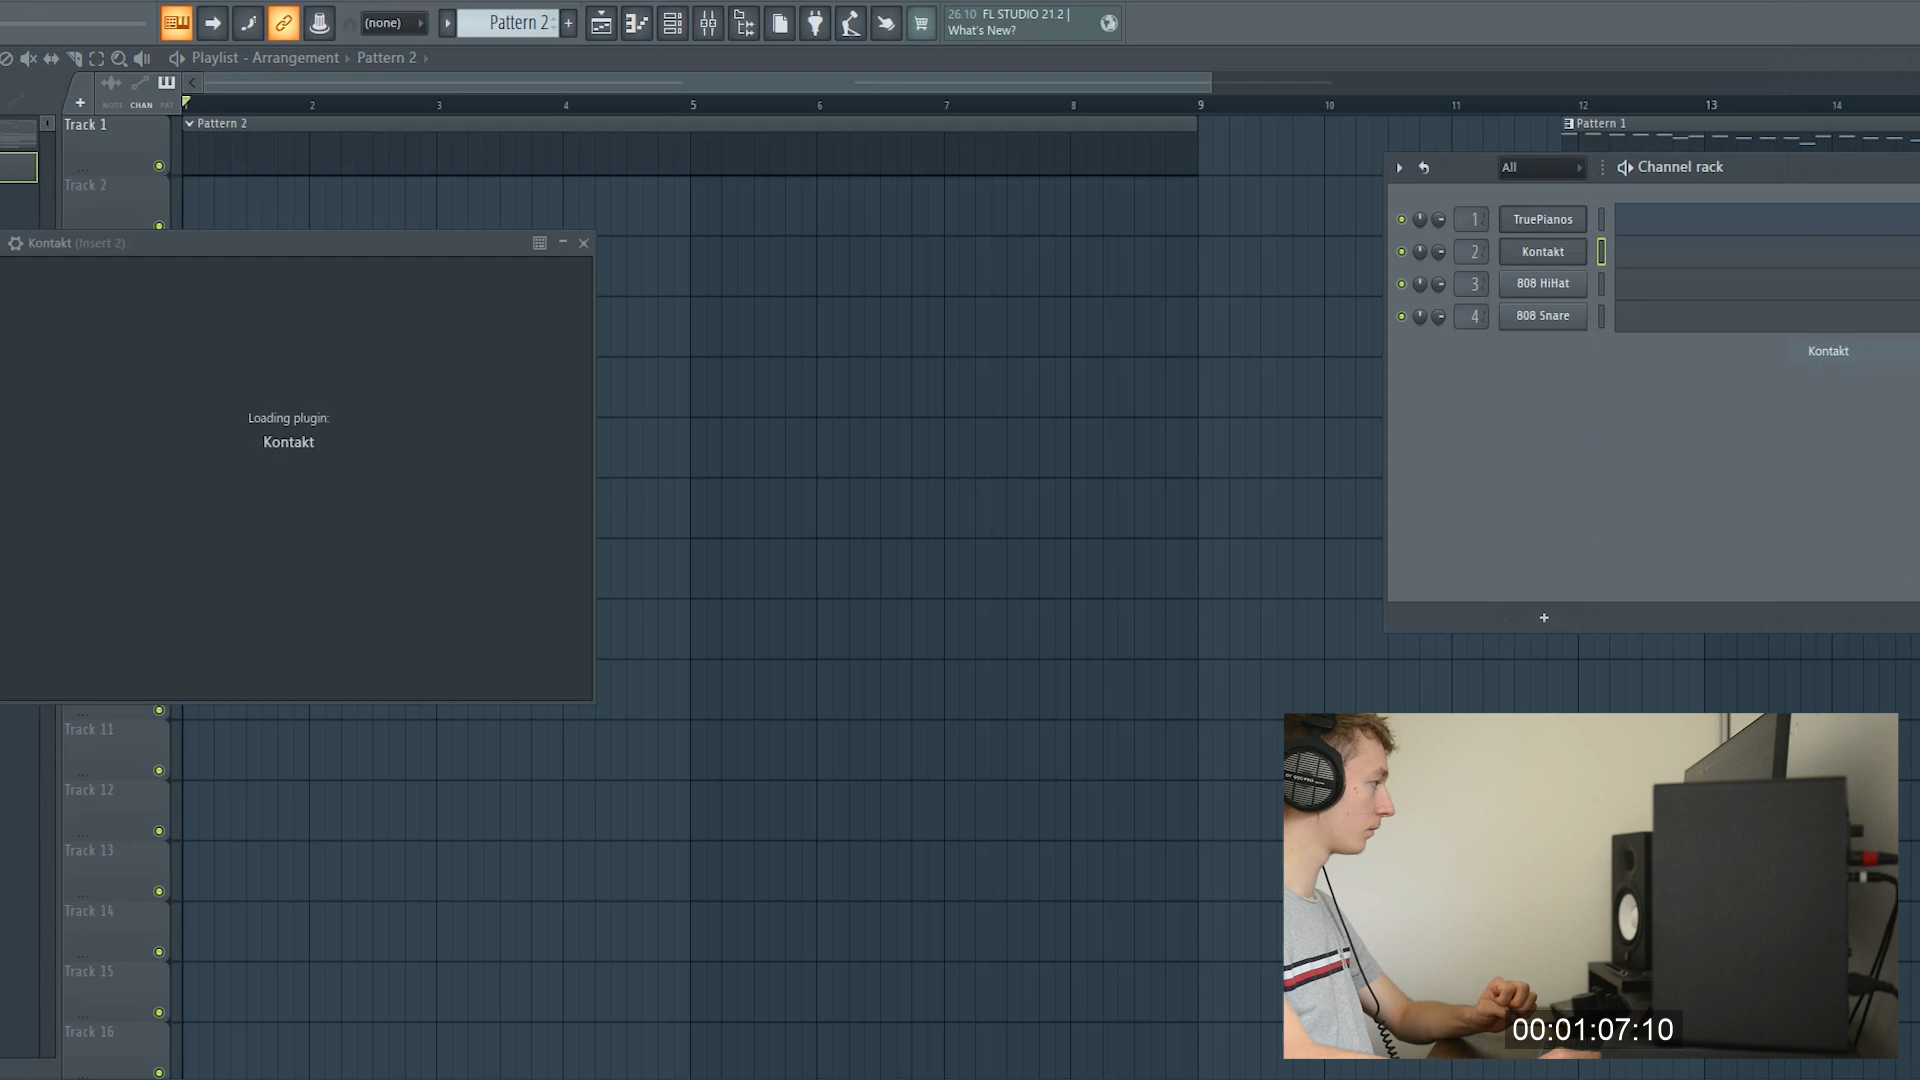 (none)
Pattern 2
26.10 FL STUDIO 21.2 |
What's New?
Playlist - Arrangement
Pattern 2
NOTE CHAN PAT
2 3 4 5 6 7 8 9 10 11 12 13 14
Track 1
Pattern 2
Pattern 1
Track 2
All
Channel rack
1 TruePianos
2 Kontakt
3 808 HiHat
4 808 Snare
Kontakt
Kontakt (Insert 2)
Loading plugin:
Kontakt
Track 11
Track 12
Track 13
Track 14
Track 15
Track 16
00:01:07:10